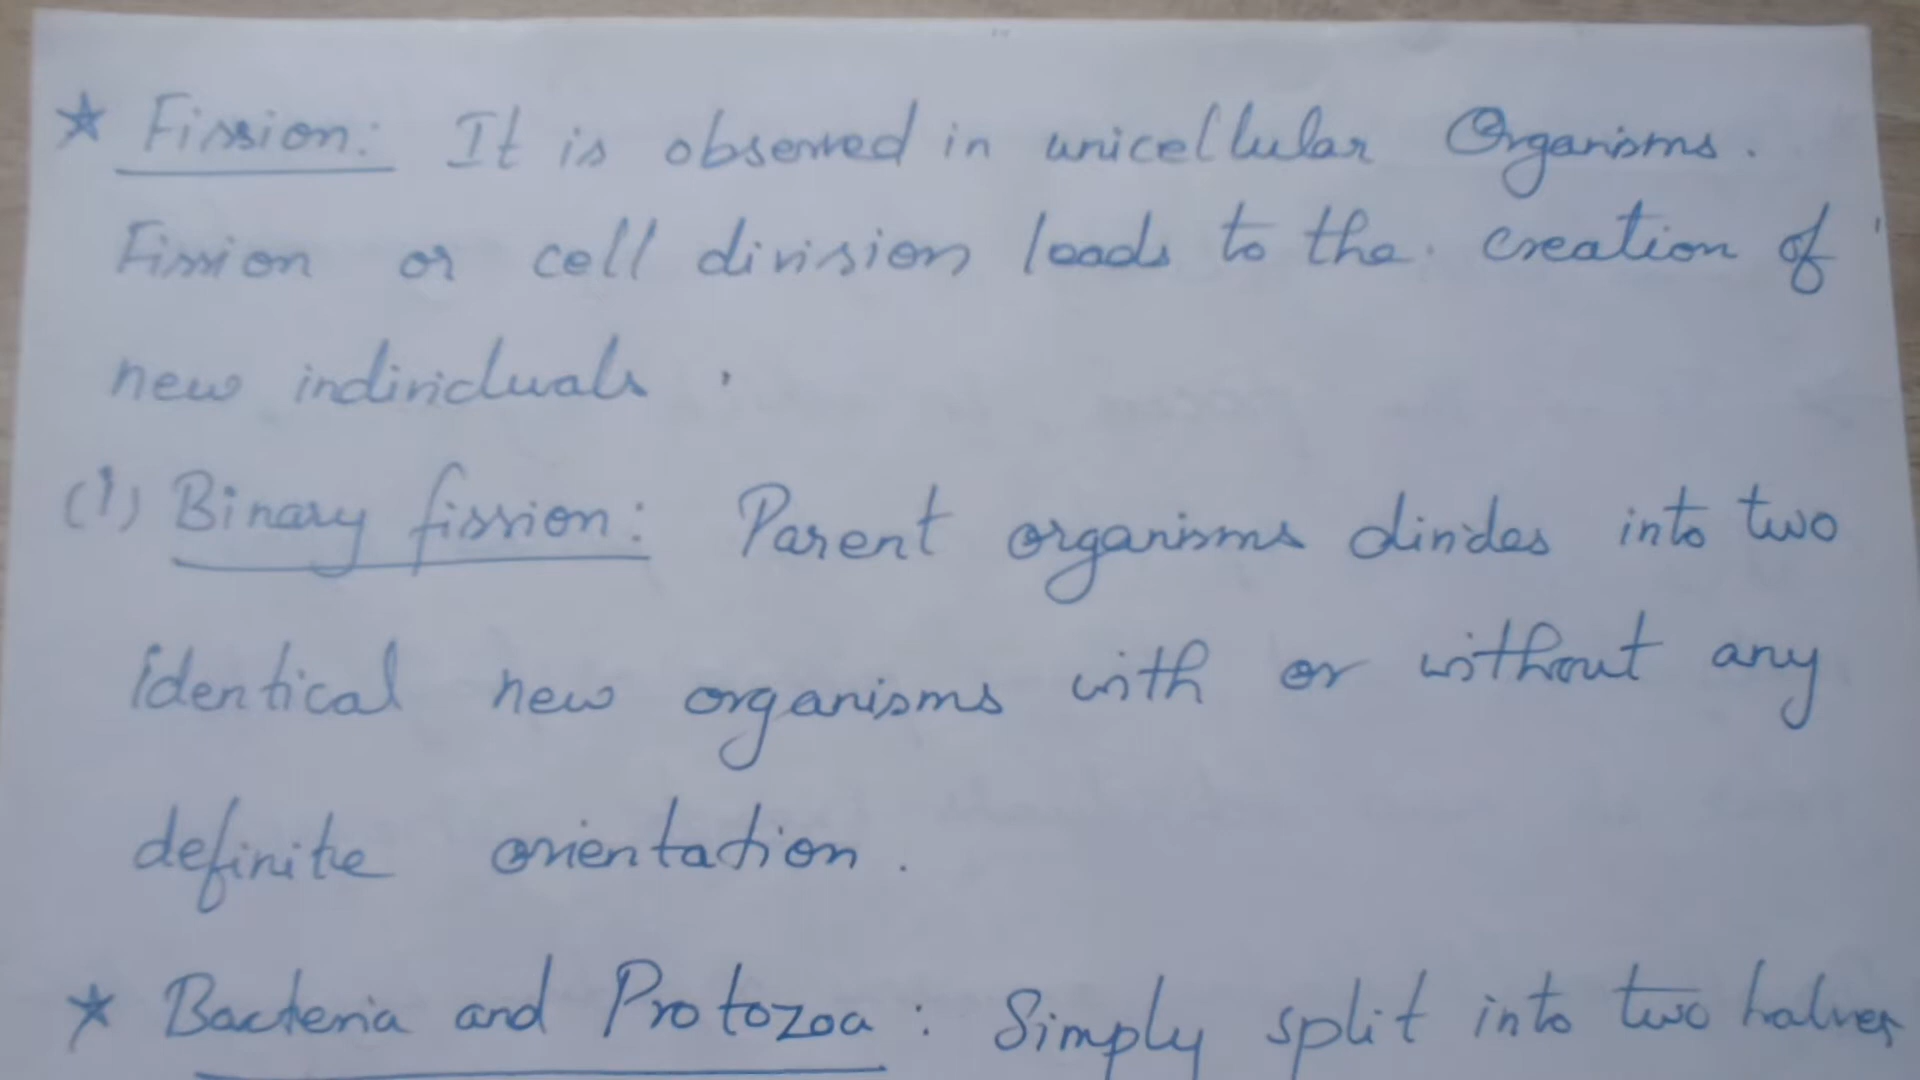 ★ Fission: It is observed in unicellular Organisms.
Fission or cell division leads to the creation of
new individuals.
(1) Binary fission: Parent organisms divides into two
identical new organisms with or without any
definite orientation.
★ Bacteria and Protozoa: Simply split into two halves